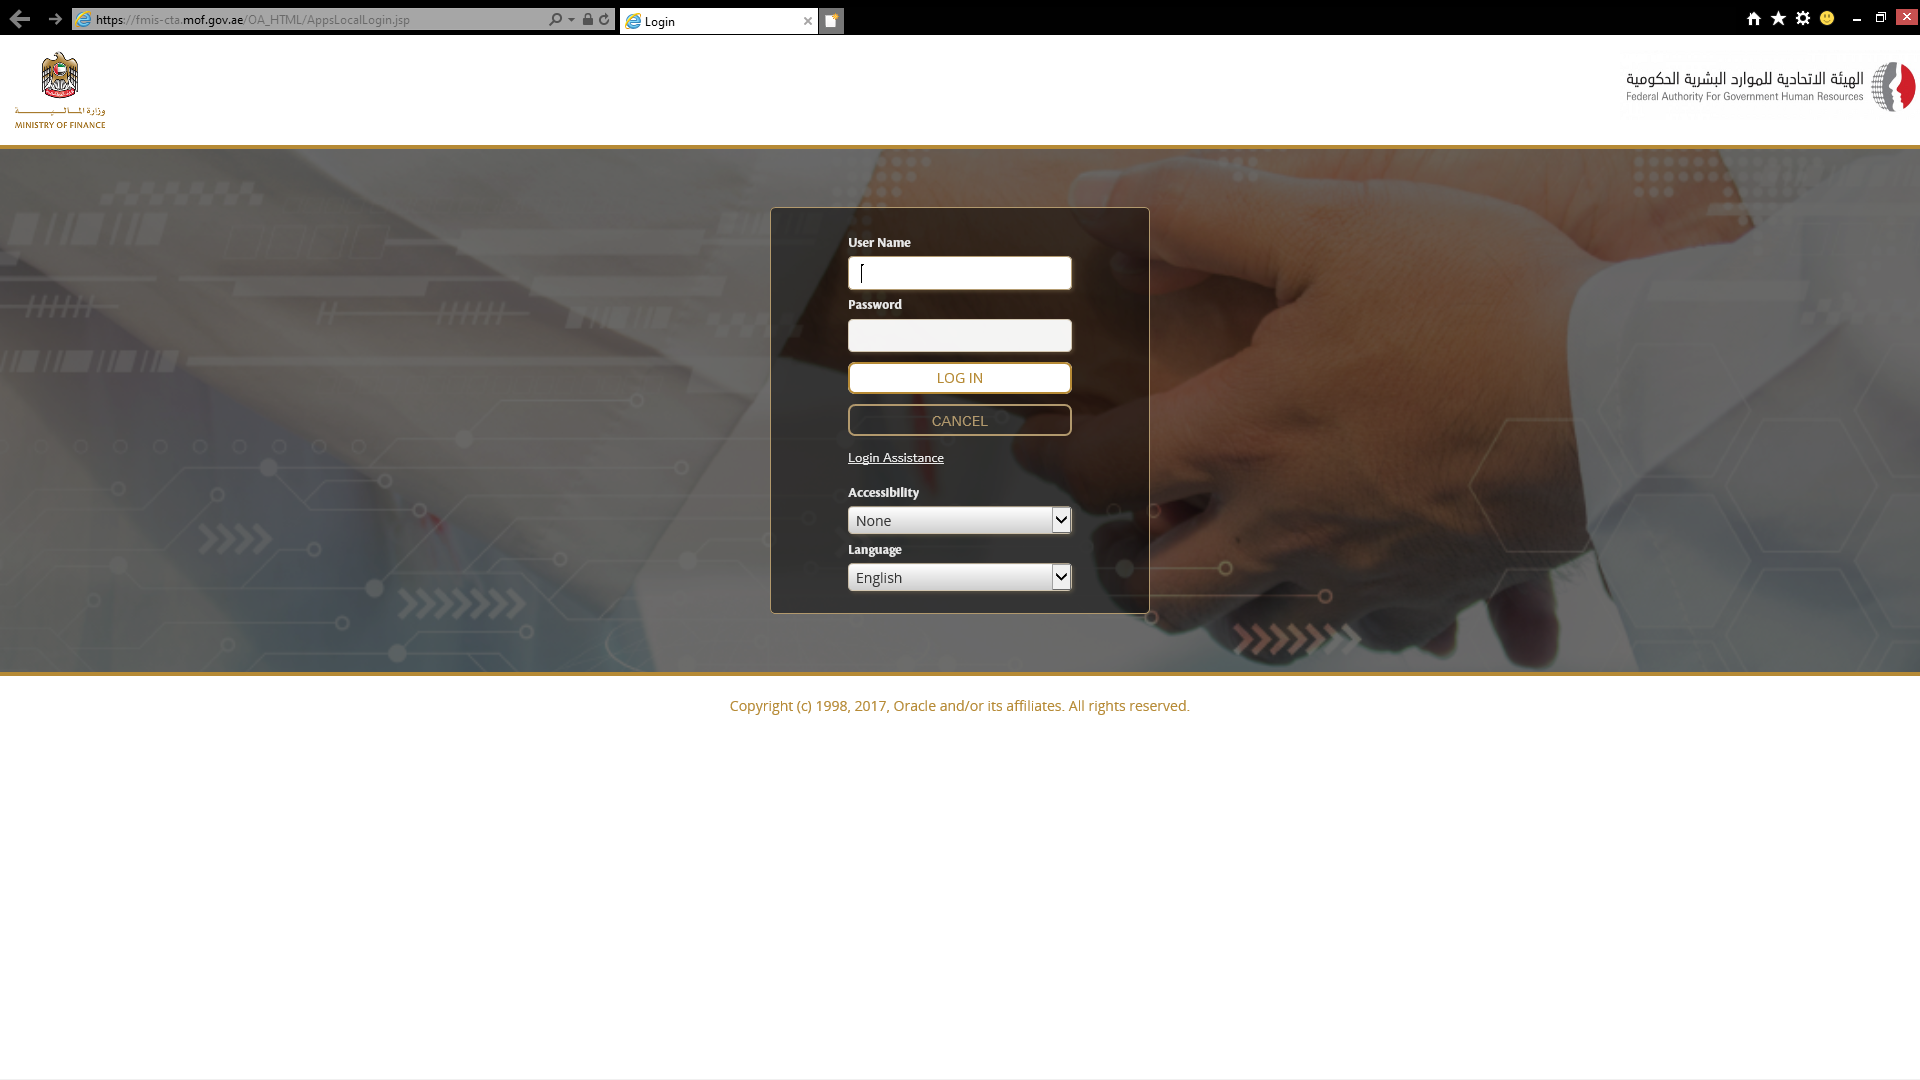 https://fmis-cta.mof.gov.ae/OA_HTML/AppsLocalLogin.jsp
Login
وزارة المالية
MINISTRY OF FINANCE
الهيئة الاتحادية للموارد البشرية الحكومية
Federal Authority For Government Human Resources
User Name
Password
LOG IN
CANCEL
Login Assistance
Accessibility
None
Language
English
Copyright (c) 1998, 2017, Oracle and/or its affiliates. All rights reserved.